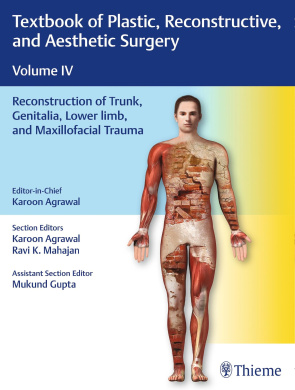 Textbook of Plastic, Reconstructive,
and Aesthetic Surgery
Volume IV
Reconstruction of Trunk,
Genitalia, Lower limb,
and Maxillofacial Trauma
Editor-in-Chief
Karoon Agrawal
Section Editors
Karoon Agrawal
Ravi K. Mahajan
Assistant Section Editor
Mukund Gupta
Thieme